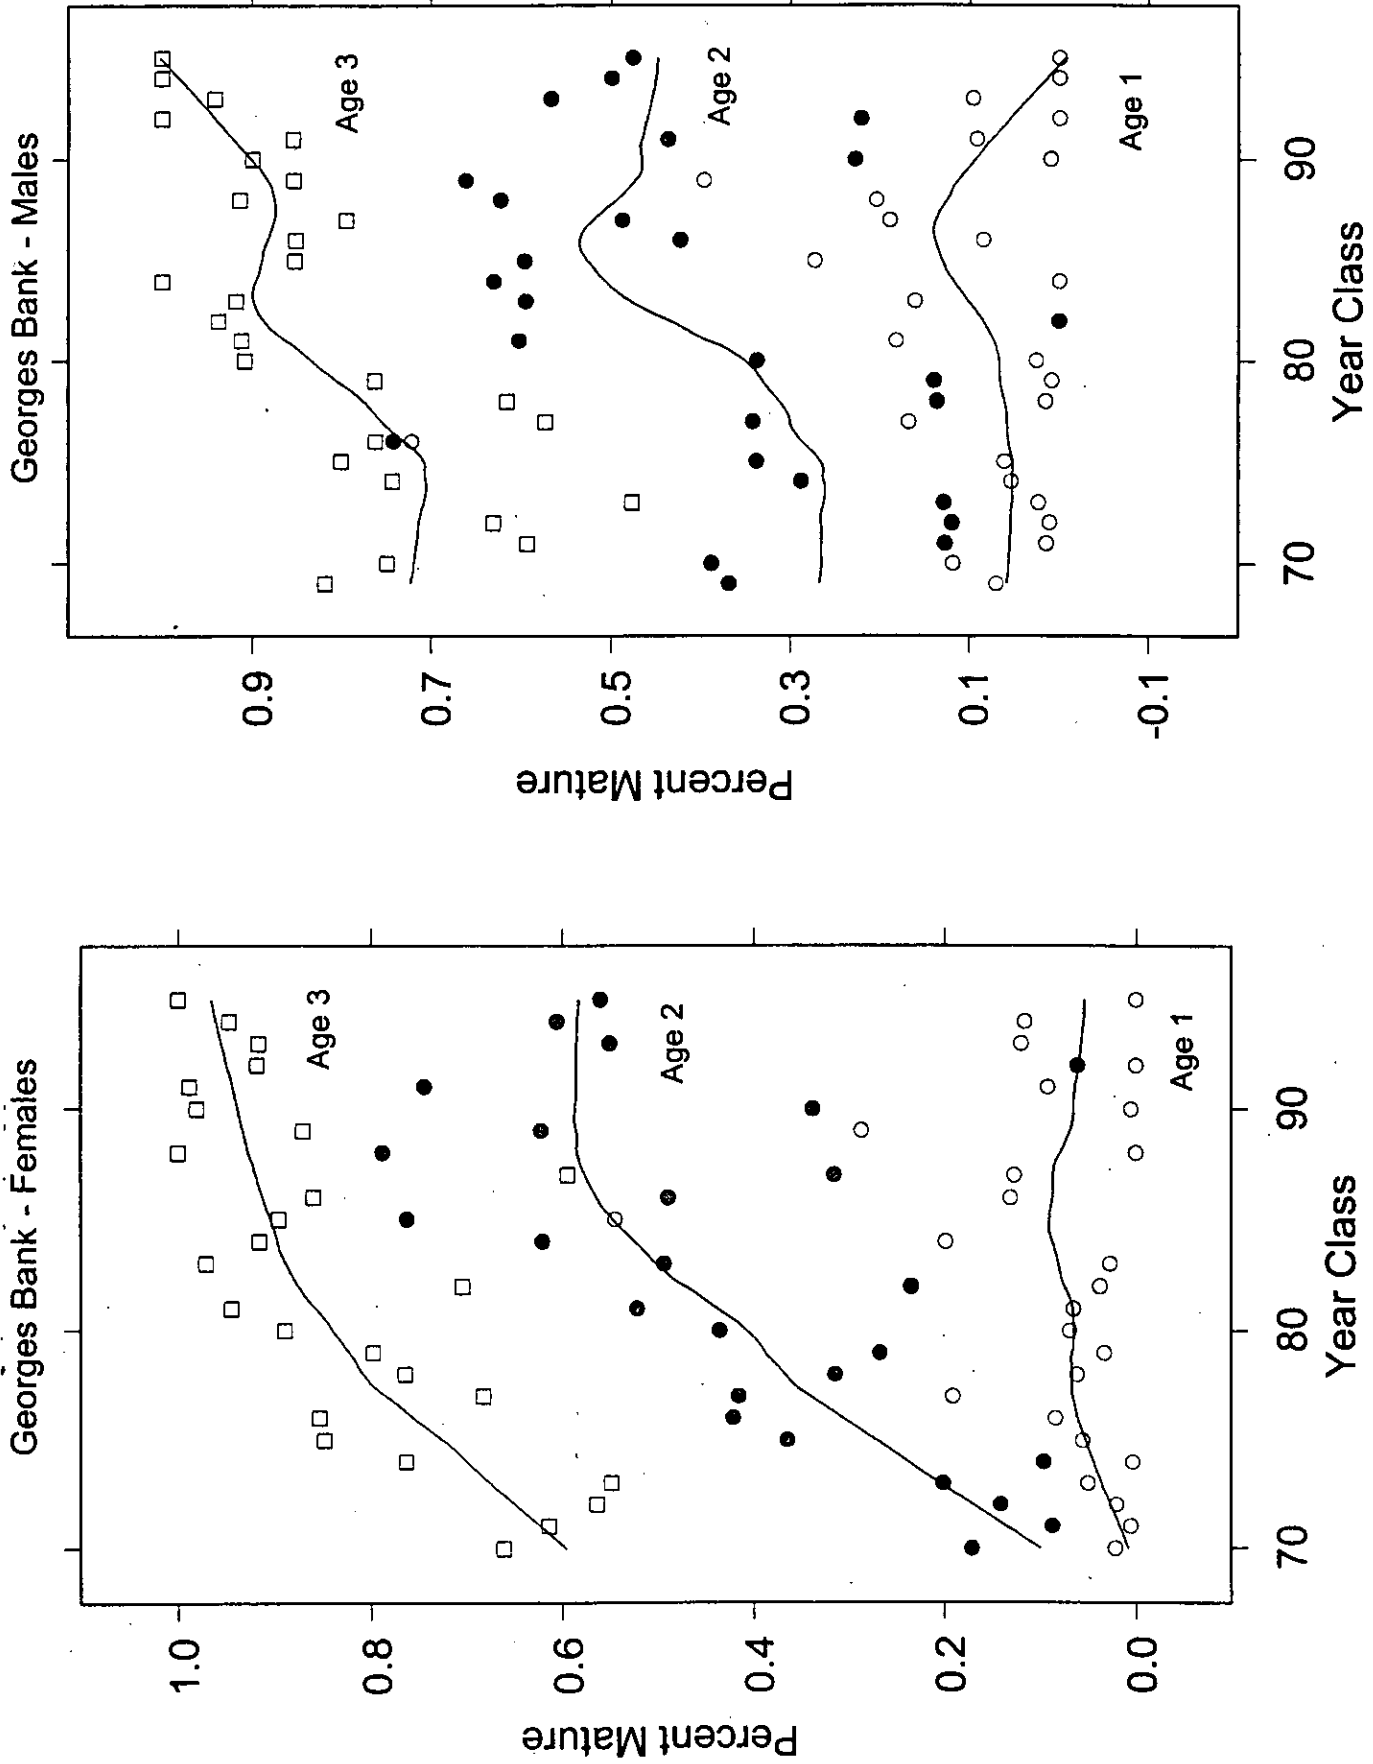 Georges Bank - Females
Percent Mature
1.0
0.8
0.6
0.4
0.2
0.0
Age 3
Age 2
Age 1
70
80
90
Year Class
Georges Bank - Males
Percent Mature
0.9
0.7
0.5
0.3
0.1
-0.1
Age 3
Age 2
Age 1
70
80
90
Year Class